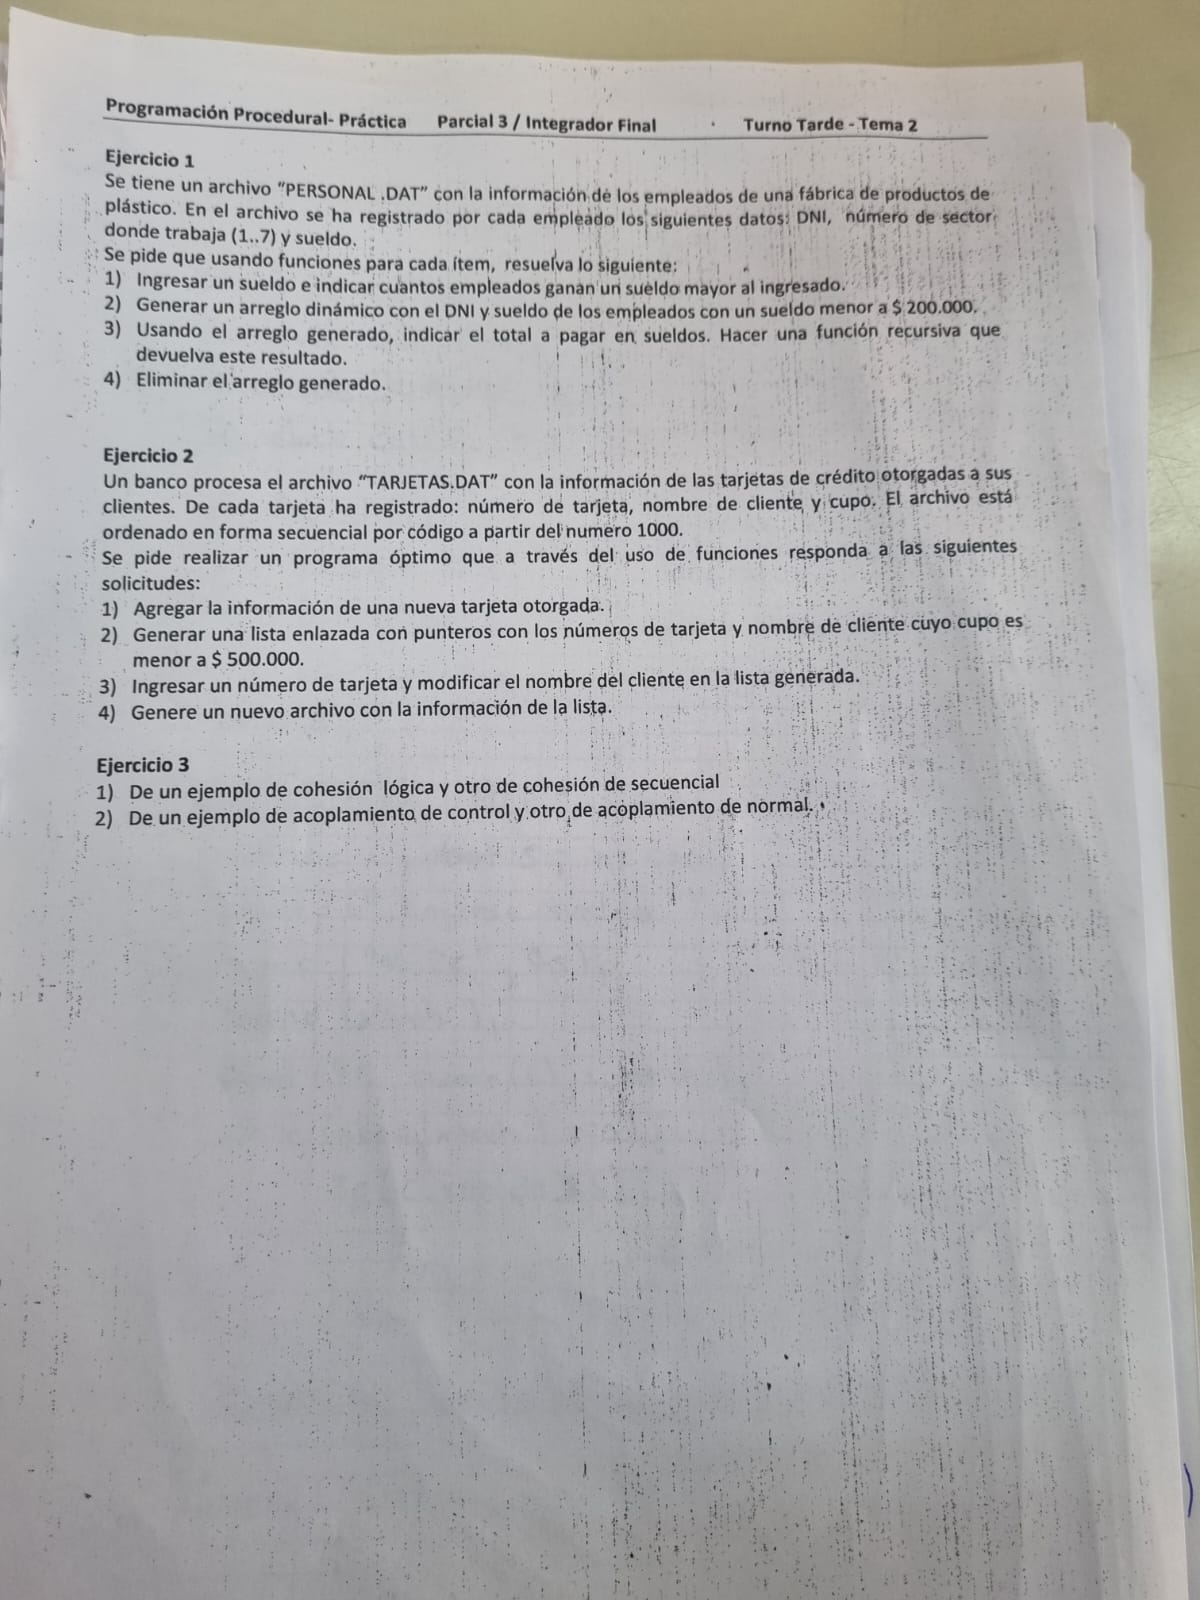 Programación Procedural- Práctica Parcial 3 / Integrador Final Turno Tarde - Tema 2
Ejercicio 1
Se tiene un archivo "PERSONAL .DAT" con la información de los empleados de una fábrica de productos de
plástico. En el archivo se ha registrado por cada empleado los siguientes datos: DNI, número de sector
donde trabaja (1..7) y sueldo.
Se pide que usando funciones para cada ítem, resuelva lo siguiente:
1) Ingresar un sueldo e indicar cuantos empleados ganan un sueldo mayor al ingresado.
2) Generar un arreglo dinámico con el DNI y sueldo de los empleados con un sueldo menor a $ 200.000.
3) Usando el arreglo generado, indicar el total a pagar en sueldos. Hacer una función recursiva que
devuelva este resultado.
4) Eliminar el arreglo generado.
Ejercicio 2
Un banco procesa el archivo "TARJETAS.DAT" con la información de las tarjetas de crédito otorgadas a sus
clientes. De cada tarjeta ha registrado: número de tarjeta, nombre de cliente y cupo. El archivo está
ordenado en forma secuencial por código a partir del numero 1000.
Se pide realizar un programa óptimo que a través del uso de funciones responda a las siguientes
solicitudes:
1) Agregar la información de una nueva tarjeta otorgada.
2) Generar una lista enlazada con punteros con los números de tarjeta y nombre de cliente cuyo cupo es
menor a $ 500.000.
3) Ingresar un número de tarjeta y modificar el nombre del cliente en la lista generada.
4) Genere un nuevo archivo con la información de la lista.
Ejercicio 3
1) De un ejemplo de cohesión lógica y otro de cohesión de secuencial
2) De un ejemplo de acoplamiento de control y otro de acoplamiento de normal.